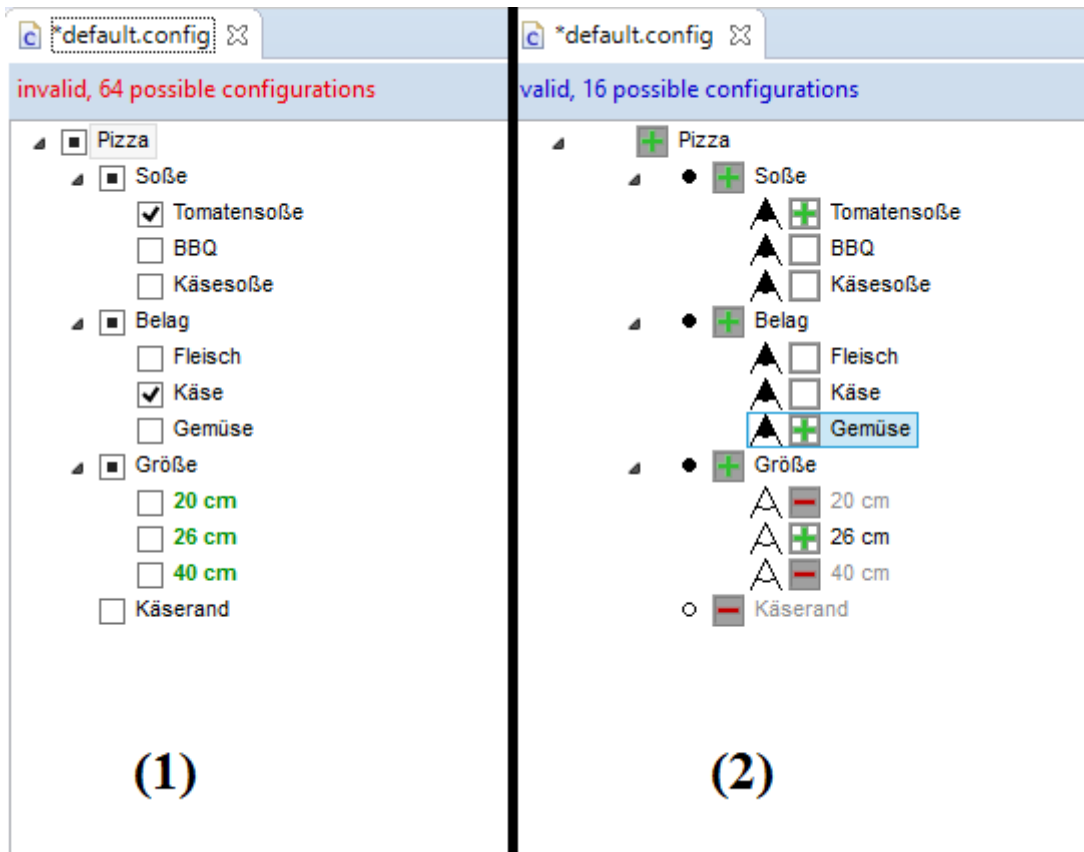 *default.config
invalid, 64 possible configurations
Pizza
Soße
Tomatensoße
BBQ
Käsesoße
Belag
Fleisch
Käse
Gemüse
Größe
20 cm
26 cm
40 cm
Käserand
(1)
*default.config
valid, 16 possible configurations
Pizza
Soße
Tomatensoße
BBQ
Käsesoße
Belag
Fleisch
Käse
Gemüse
Größe
20 cm
26 cm
40 cm
Käserand
(2)